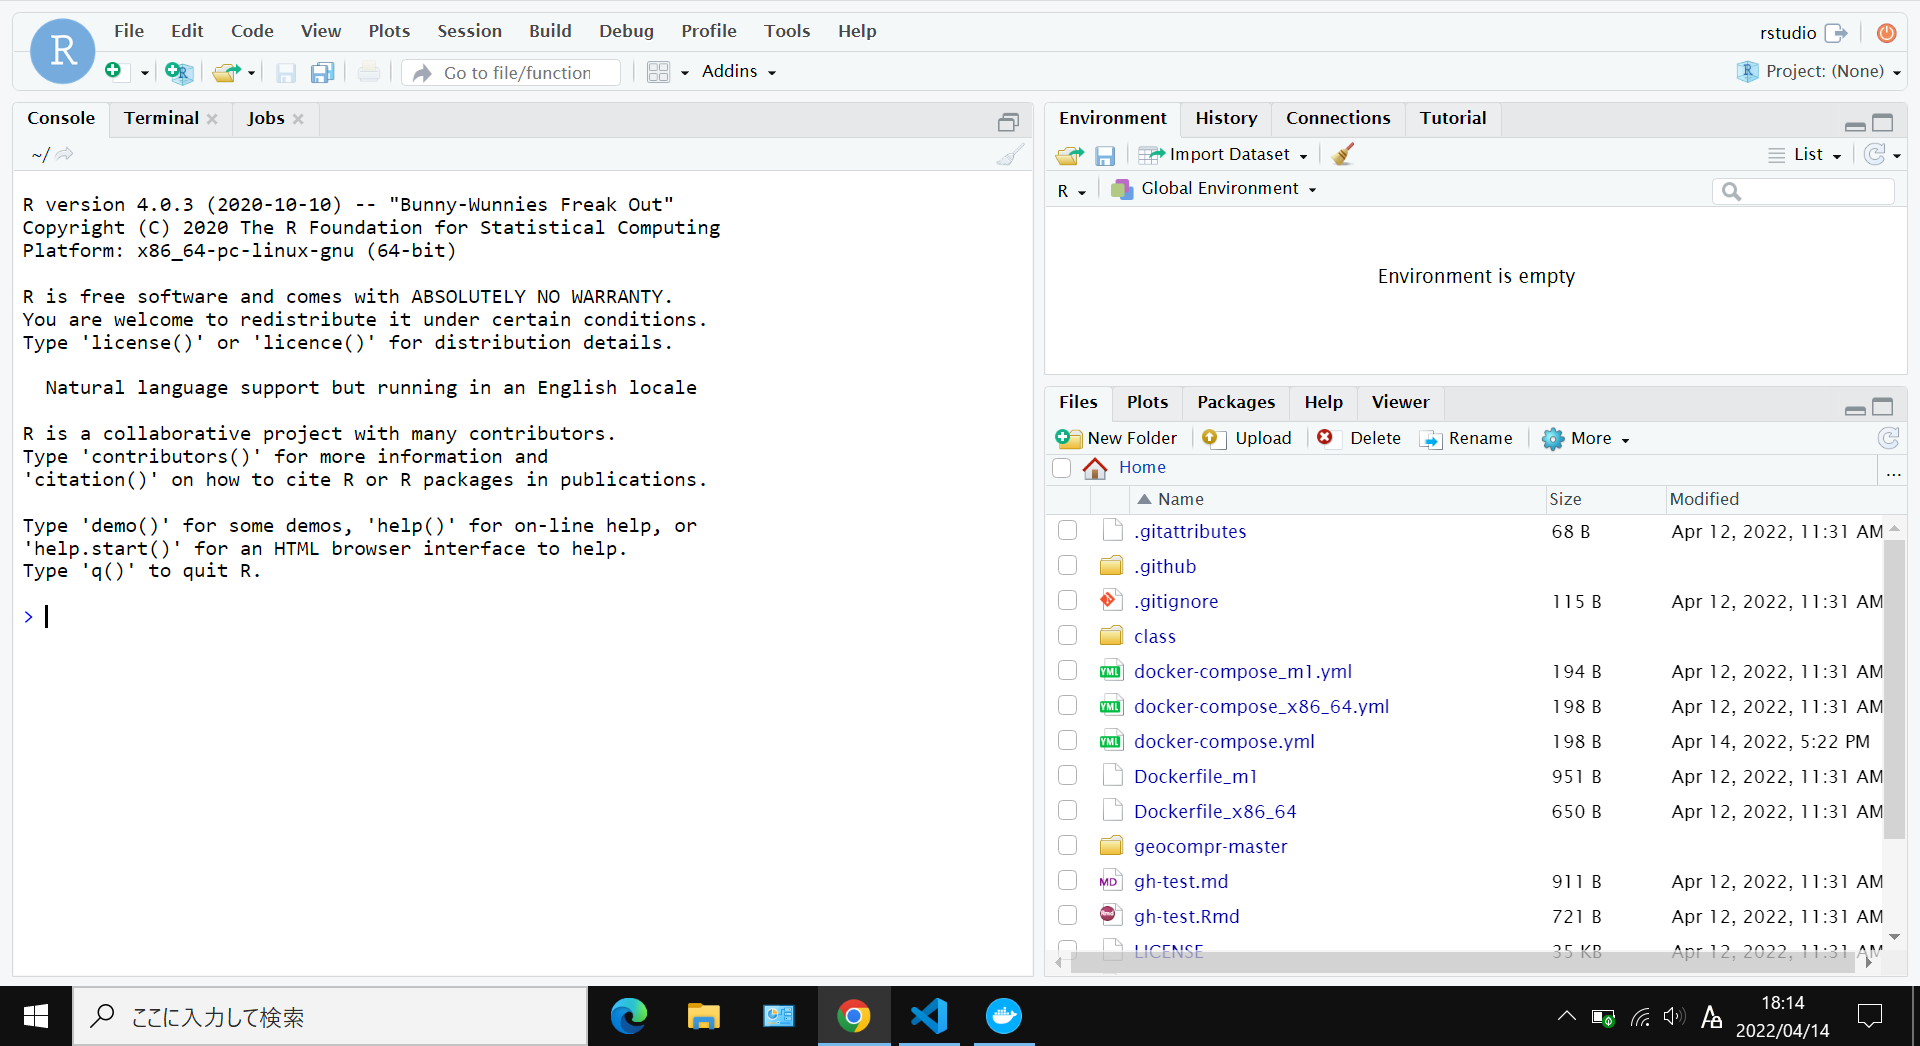 R
File Edit Code View Plots Session Build Debug Profile Tools Help
rstudio
Go to file/function
Addins
Project: (None)
Console Terminal Jobs
~/
R version 4.0.3 (2020-10-10) -- "Bunny-Wunnies Freak Out"
Copyright (C) 2020 The R Foundation for Statistical Computing
Platform: x86_64-pc-linux-gnu (64-bit)
R is free software and comes with ABSOLUTELY NO WARRANTY.
You are welcome to redistribute it under certain conditions.
Type 'license()' or 'licence()' for distribution details.
Natural language support but running in an English locale
R is a collaborative project with many contributors.
Type 'contributors()' for more information and
'citation()' on how to cite R or R packages in publications.
Type 'demo()' for some demos, 'help()' for on-line help, or
'help.start()' for an HTML browser interface to help.
Type 'q()' to quit R.
>
Environment History Connections Tutorial
Import Dataset
List
R
Global Environment
Environment is empty
Files Plots Packages Help Viewer
New Folder Upload Delete Rename More
Home
...
Name Size Modified
.gitattributes 68 B Apr 12, 2022, 11:31 AM
.github
.gitignore 115 B Apr 12, 2022, 11:31 AM
class
YML docker-compose_m1.yml 194 B Apr 12, 2022, 11:31 AM
YML docker-compose_x86_64.yml 198 B Apr 12, 2022, 11:31 AM
YML docker-compose.yml 198 B Apr 14, 2022, 5:22 PM
Dockerfile_m1 951 B Apr 12, 2022, 11:31 AM
Dockerfile_x86_64 650 B Apr 12, 2022, 11:31 AM
geocompr-master
MD gh-test.md 911 B Apr 12, 2022, 11:31 AM
Rmd gh-test.Rmd 721 B Apr 12, 2022, 11:31 AM
LICENSE 35 KB Apr 12, 2022, 11:31 AM
ここに入力して検索
A
18:14
2022/04/14